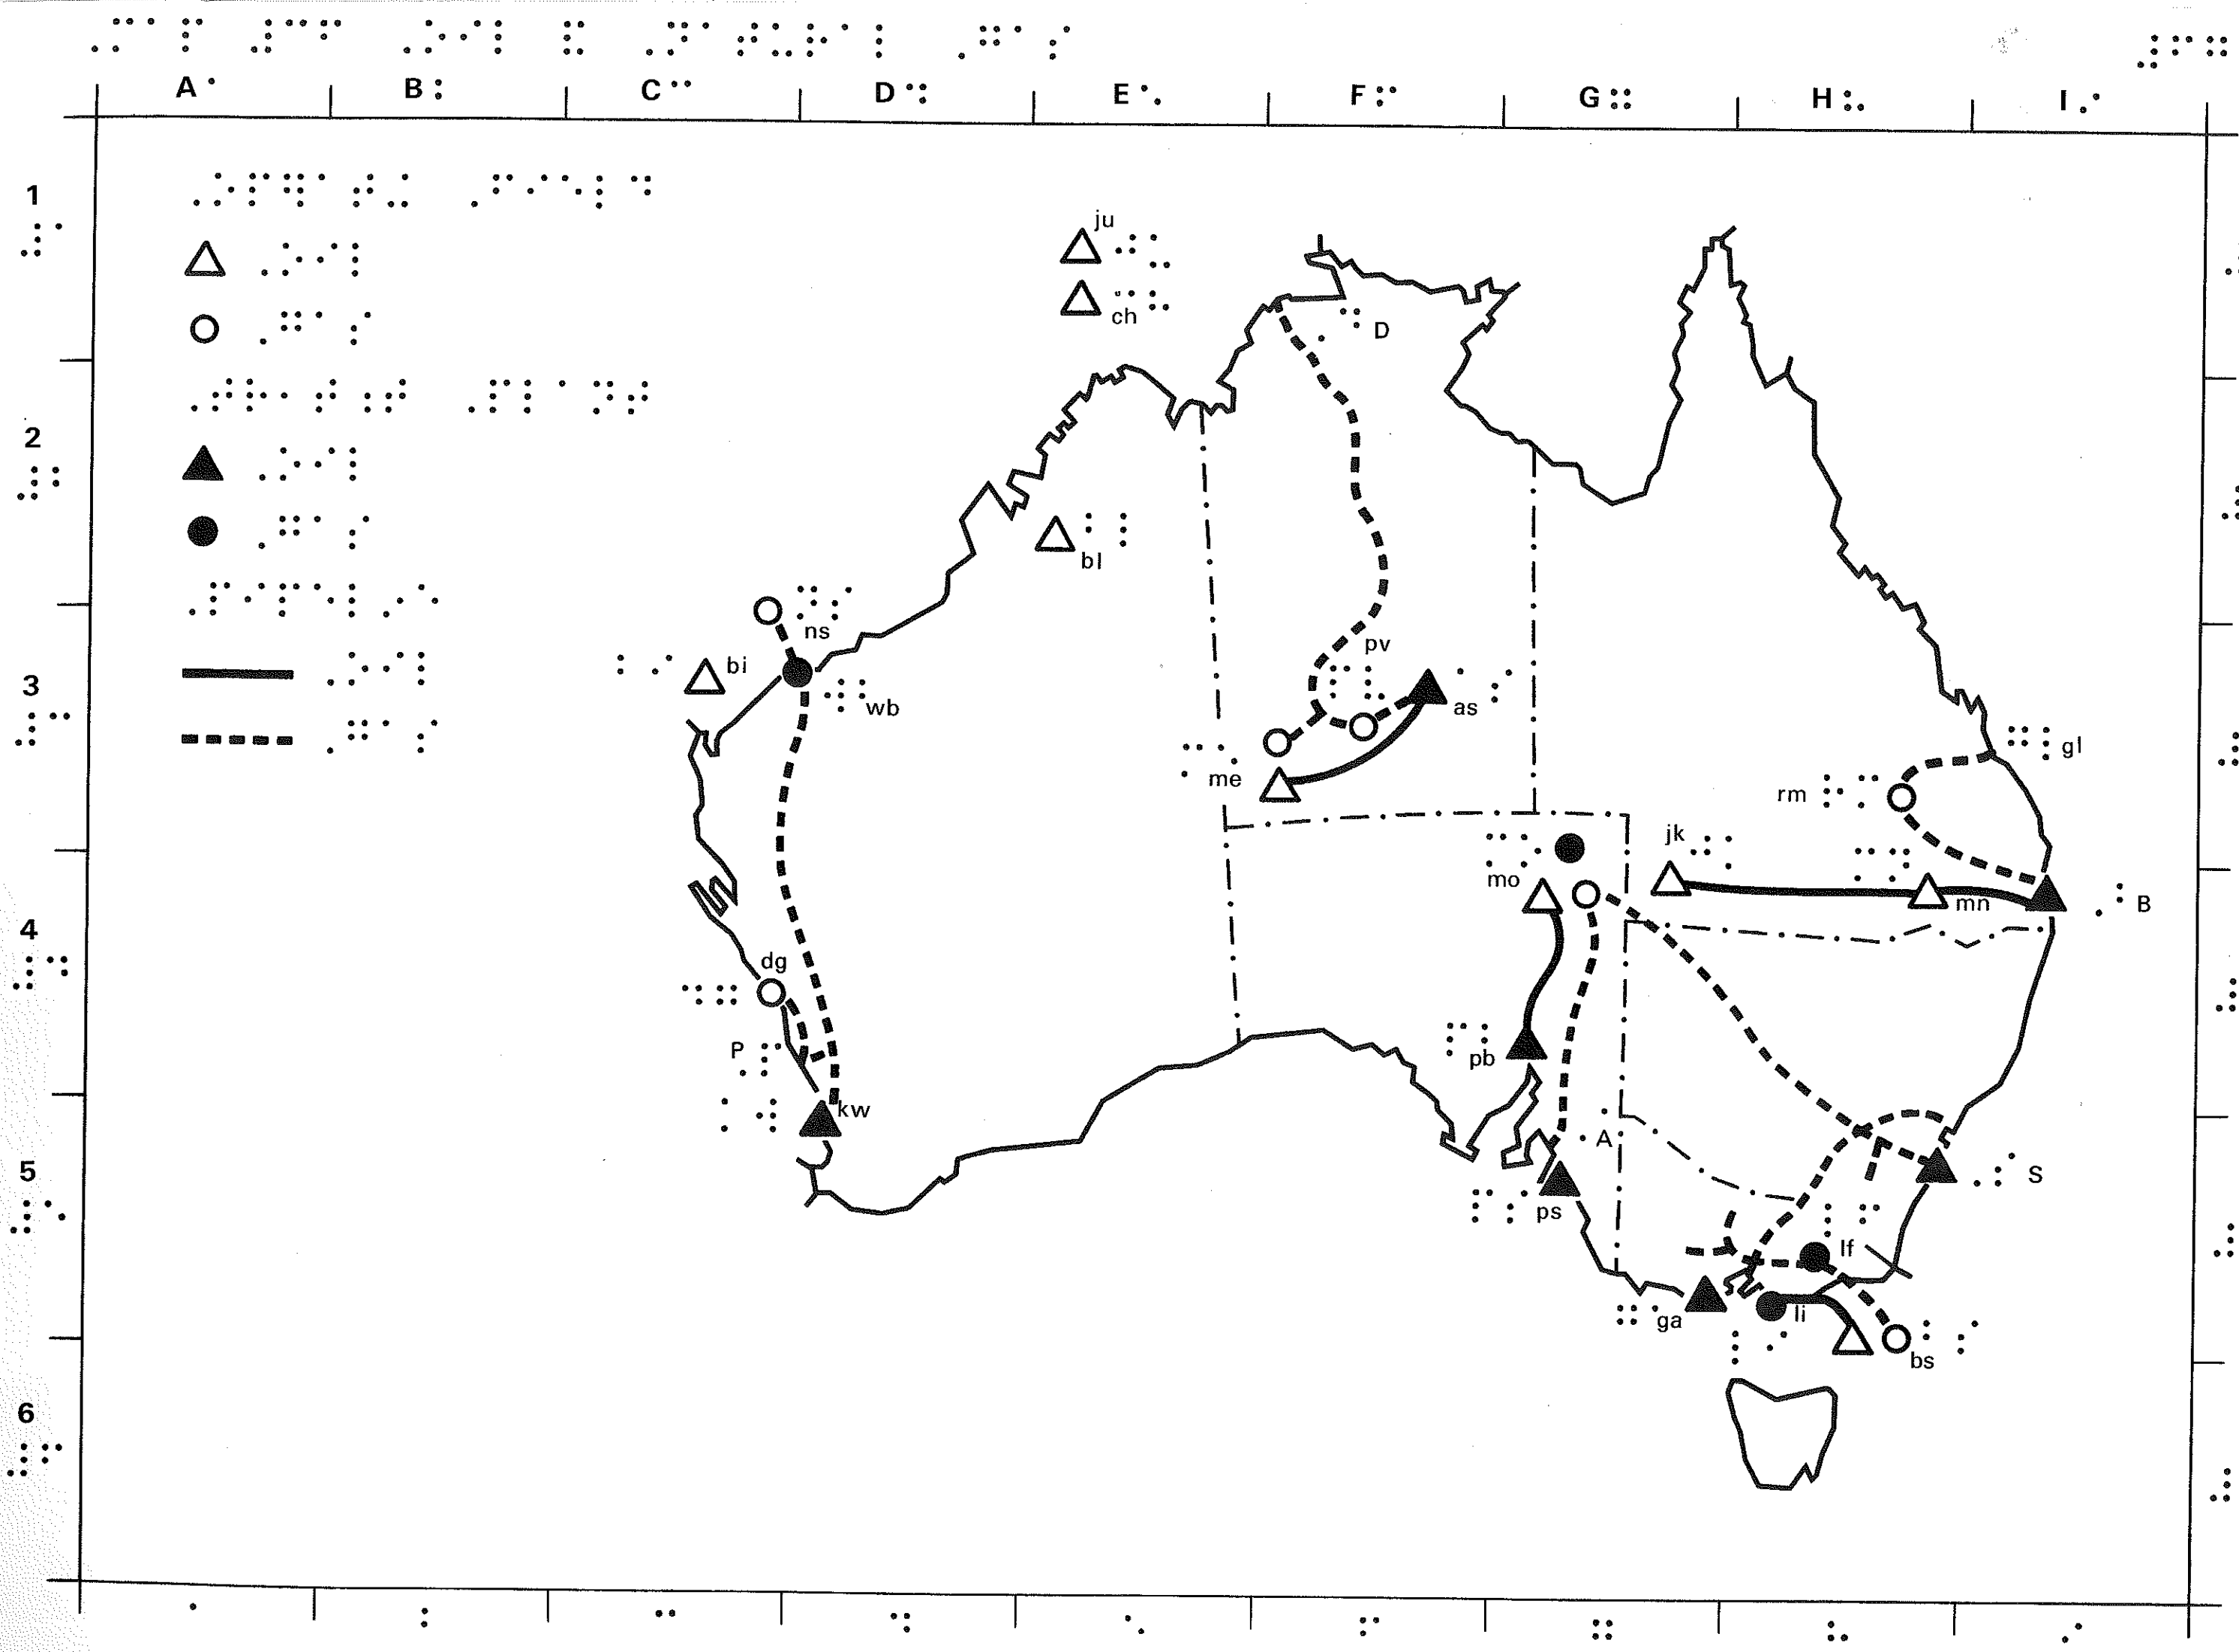 ⠠⠍⠁⠏ ⠠⠕⠊⠇ ⠯ ⠠⠝⠁⠞⠥⠗⠁⠇ ⠠⠛⠁⠎
A⠁ B⠃ C⠉ D⠙ E⠑ F⠋ G⠛ H⠓ I⠊
1
⠼⠁
⠠⠕⠏⠻⠁⠞⠬ ⠠⠋⠊⠑⠇⠙
⠠⠕⠊⠇
⠠⠛⠁⠎
⠠⠞⠗⠂⠞⠰⠞ ⠠⠏⠇⠁⠝⠞
2
⠼⠃
⠠⠕⠊⠇
⠠⠛⠁⠎
⠠⠏⠊⠏⠑⠇⠔⠑
3
⠼⠉
⠠⠕⠊⠇
⠠⠛⠁⠎
4
⠼⠙
5
⠼⠑
6
⠼⠋
ju ⠚⠥
ch ⠉⠓
⠠⠙ D
bl ⠃⠇
ns ⠝⠎
⠃⠊ bi
⠺⠃ wb
pv ⠏⠧
as ⠁⠎
⠍⠑ me
⠛⠇ gl
rm ⠗⠍
jk ⠚⠅
⠍⠕ mo
⠍⠝ mn
⠠⠃ B
dg ⠙⠛
P ⠠⠏
⠅⠺ kw
⠏⠃ pb
⠠⠁ A
⠏⠎ ps
⠠⠎ S
⠇⠋ lf
⠛⠁ ga
⠇⠊ li
bs ⠃⠎
⠁ ⠃ ⠉ ⠙ ⠑ ⠋ ⠛ ⠓ ⠊